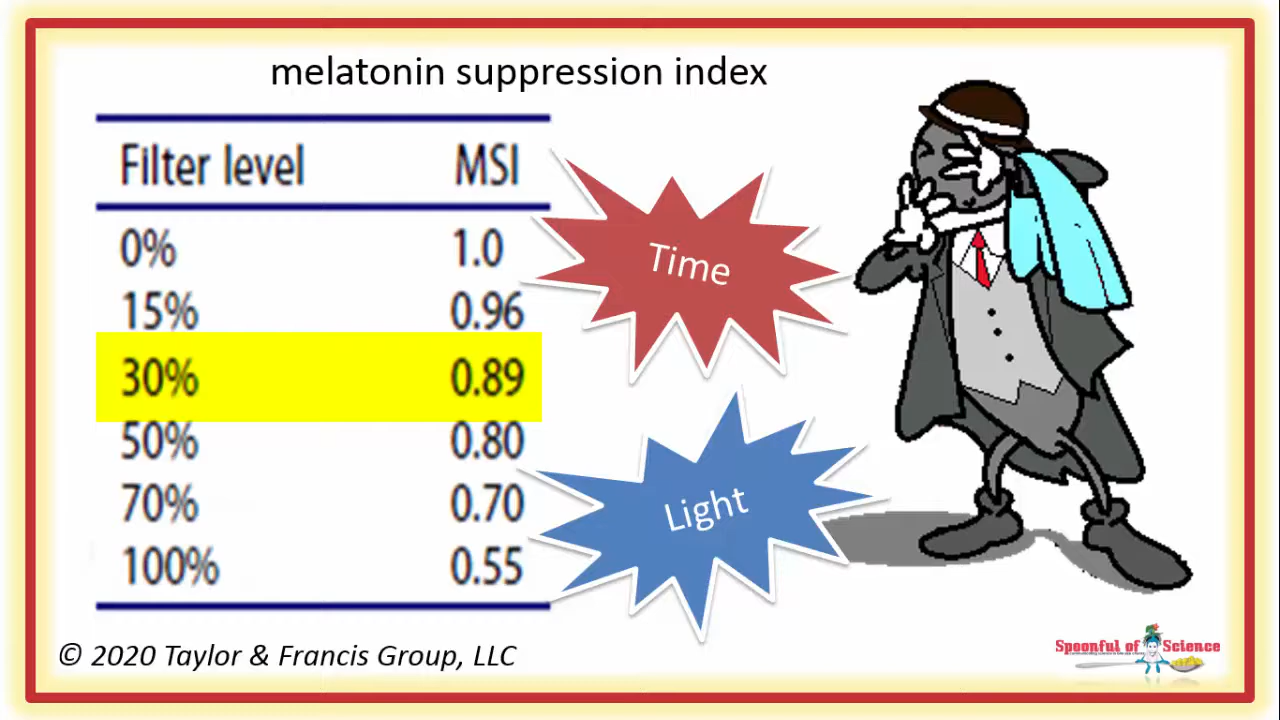 melatonin suppression index
Filter level MSI
0% 1.0
15% 0.96
30% 0.89
50% 0.80
70% 0.70
100% 0.55
Time
Light
© 2020 Taylor & Francis Group, LLC
Spoonful of Science